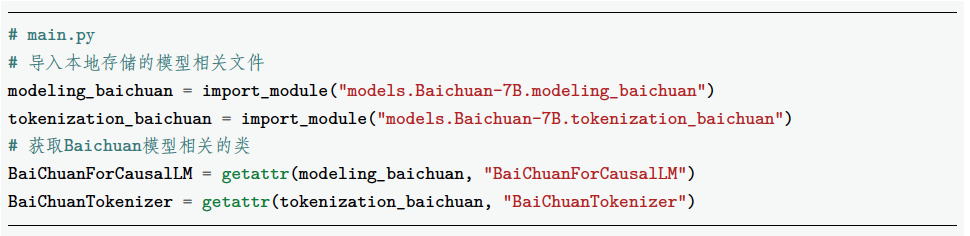 # main.py
# 导入本地存储的模型相关文件
modeling_baichuan = import_module("models.Baichuan-7B.modeling_baichuan")
tokenization_baichuan = import_module("models.Baichuan-7B.tokenization_baichuan")
# 获取Baichuan模型相关的类
BaiChuanForCausalLM = getattr(modeling_baichuan, "BaiChuanForCausalLM")
BaiChuanTokenizer = getattr(tokenization_baichuan, "BaiChuanTokenizer")